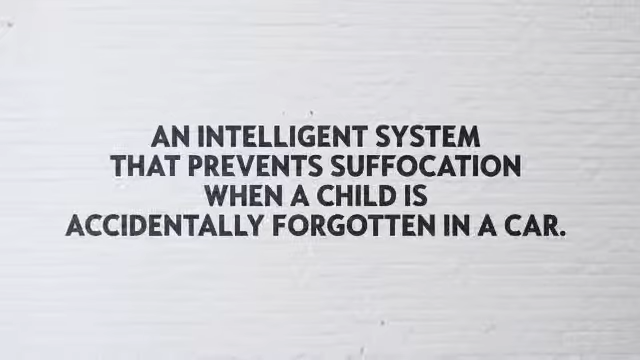 AN INTELLIGENT SYSTEM
THAT PREVENTS SUFFOCATION
WHEN A CHILD IS
ACCIDENTALLY FORGOTTEN IN A CAR.